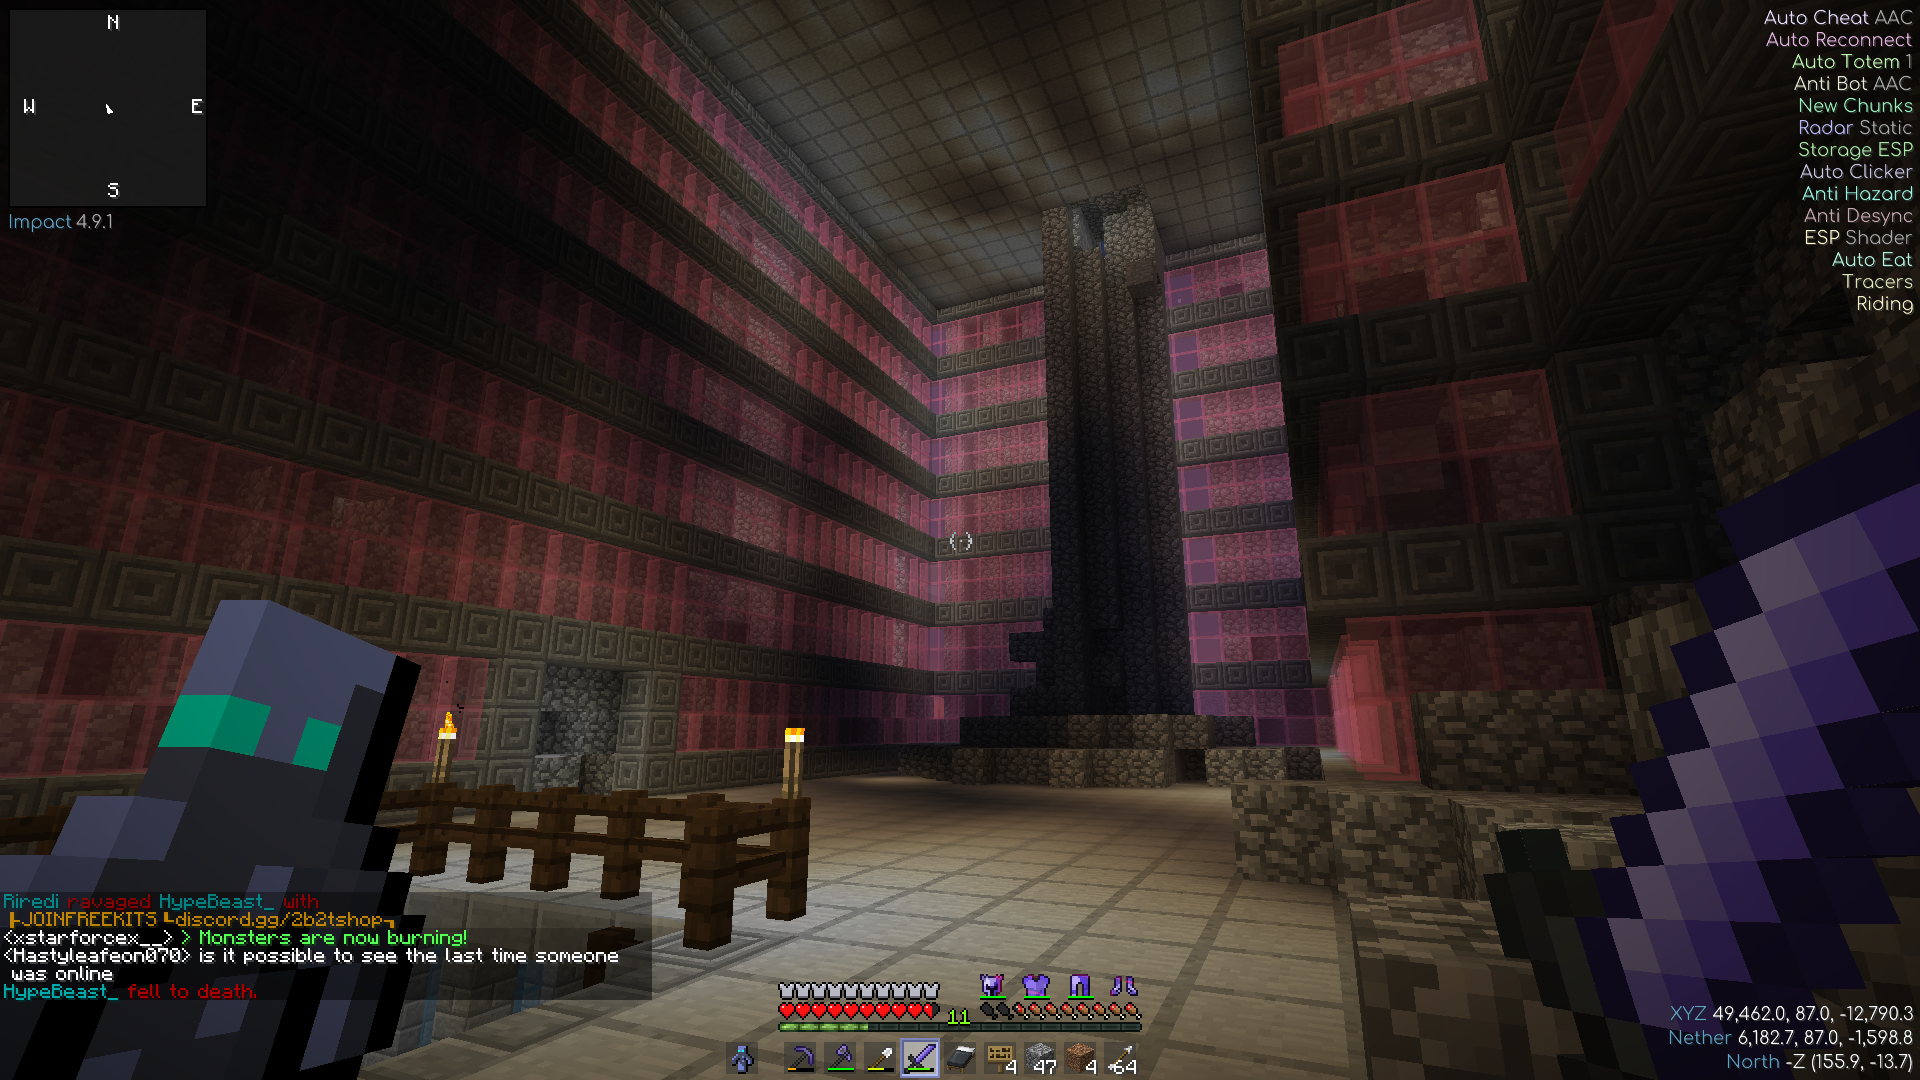 N
W
E
S
Impact 4.9.1
Auto Cheat AAC
Auto Reconnect
Auto Totem 1
Anti Bot AAC
New Chunks
Radar Static
Storage ESP
Auto Clicker
Anti Hazard
Anti Desync
ESP Shader
Auto Eat
Tracers
Riding
Riredi ravaged HypeBeast_ with
├JOINFREEKITS┗discord.gg/2b2tshop┓
<xstarforcex__> > Monsters are now burning!
<Hastyleafeon070> is it possible to see the last time someone
was online
HypeBeast_ fell to death.
11
4
47
4
64
XYZ 49,462.0, 87.0, -12,790.3
Nether 6,182.7, 87.0, -1,598.8
North -Z (155.9, -13.7)